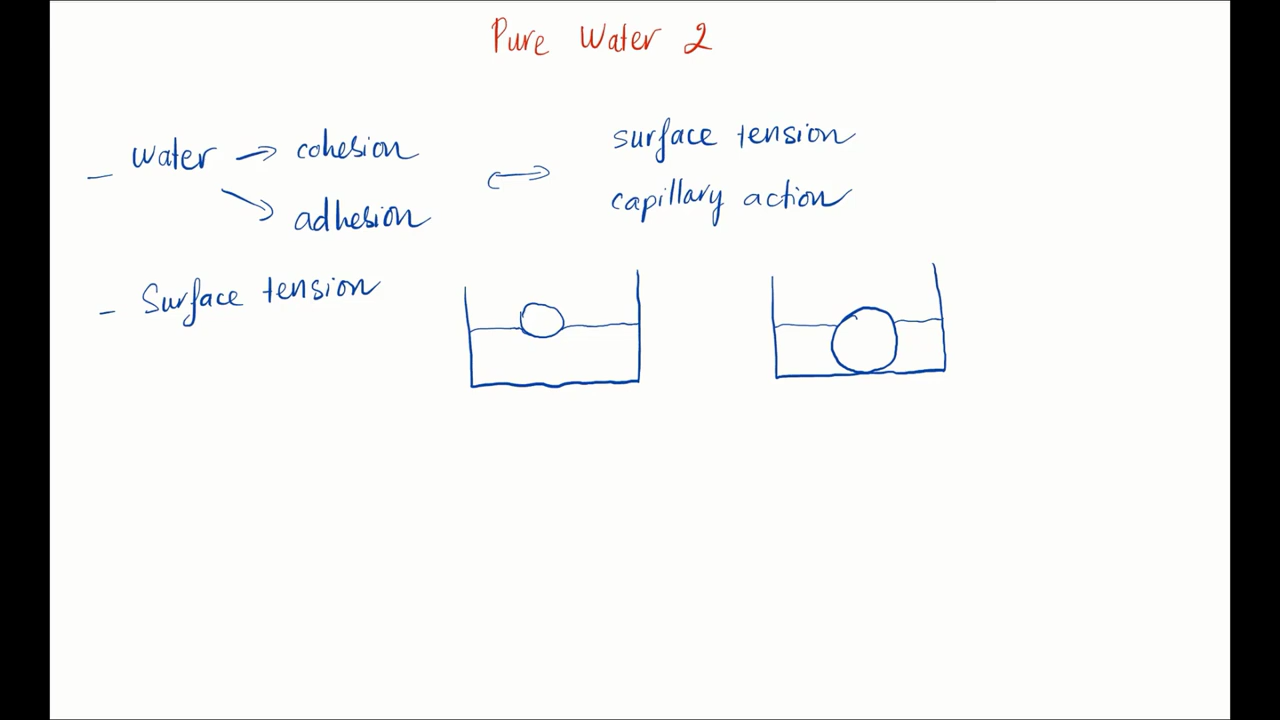 Pure Water 2
- water → cohesion
↘ adhesion
↔ surface tension
capillary action
- Surface tension